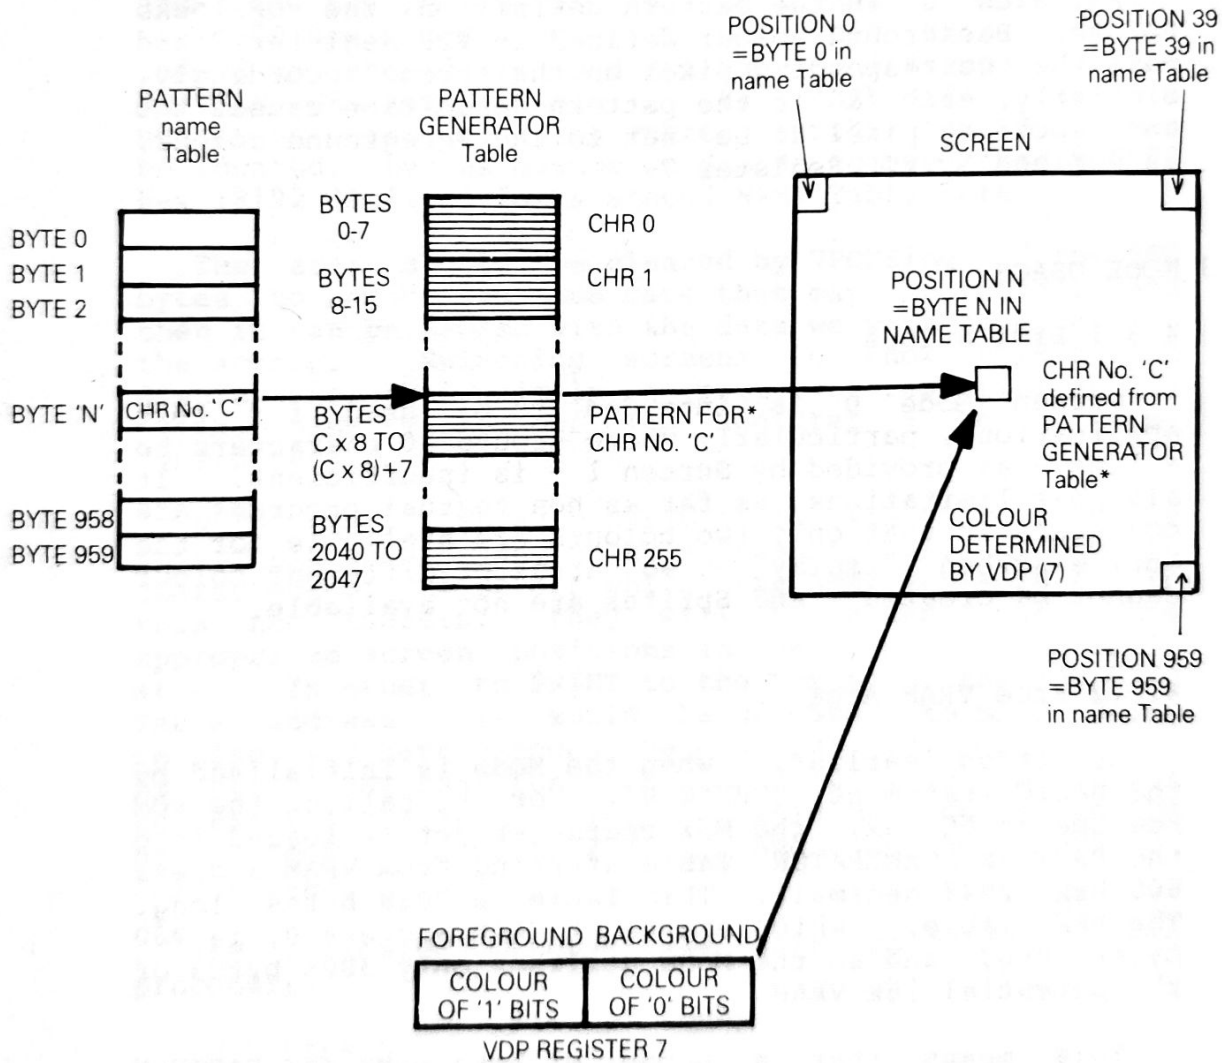 POSITION 0
=BYTE 0 in
name Table
POSITION 39
=BYTE 39 in
name Table
PATTERN
name
Table
PATTERN
GENERATOR
Table
SCREEN
BYTE 0
BYTE 1
BYTE 2
BYTE 'N'
CHR No. 'C'
BYTE 958
BYTE 959
BYTES
0-7
BYTES
8-15
BYTES
C x 8 TO
(C x 8)+7
BYTES
2040 TO
2047
CHR 0
CHR 1
PATTERN FOR*
CHR No. 'C'
CHR 255
POSITION N
=BYTE N IN
NAME TABLE
CHR No. 'C'
defined from
PATTERN
GENERATOR
Table*
COLOUR
DETERMINED
BY VDP (7)
POSITION 959
=BYTE 959
in name Table
FOREGROUND BACKGROUND
COLOUR
OF '1' BITS
COLOUR
OF '0' BITS
VDP REGISTER 7